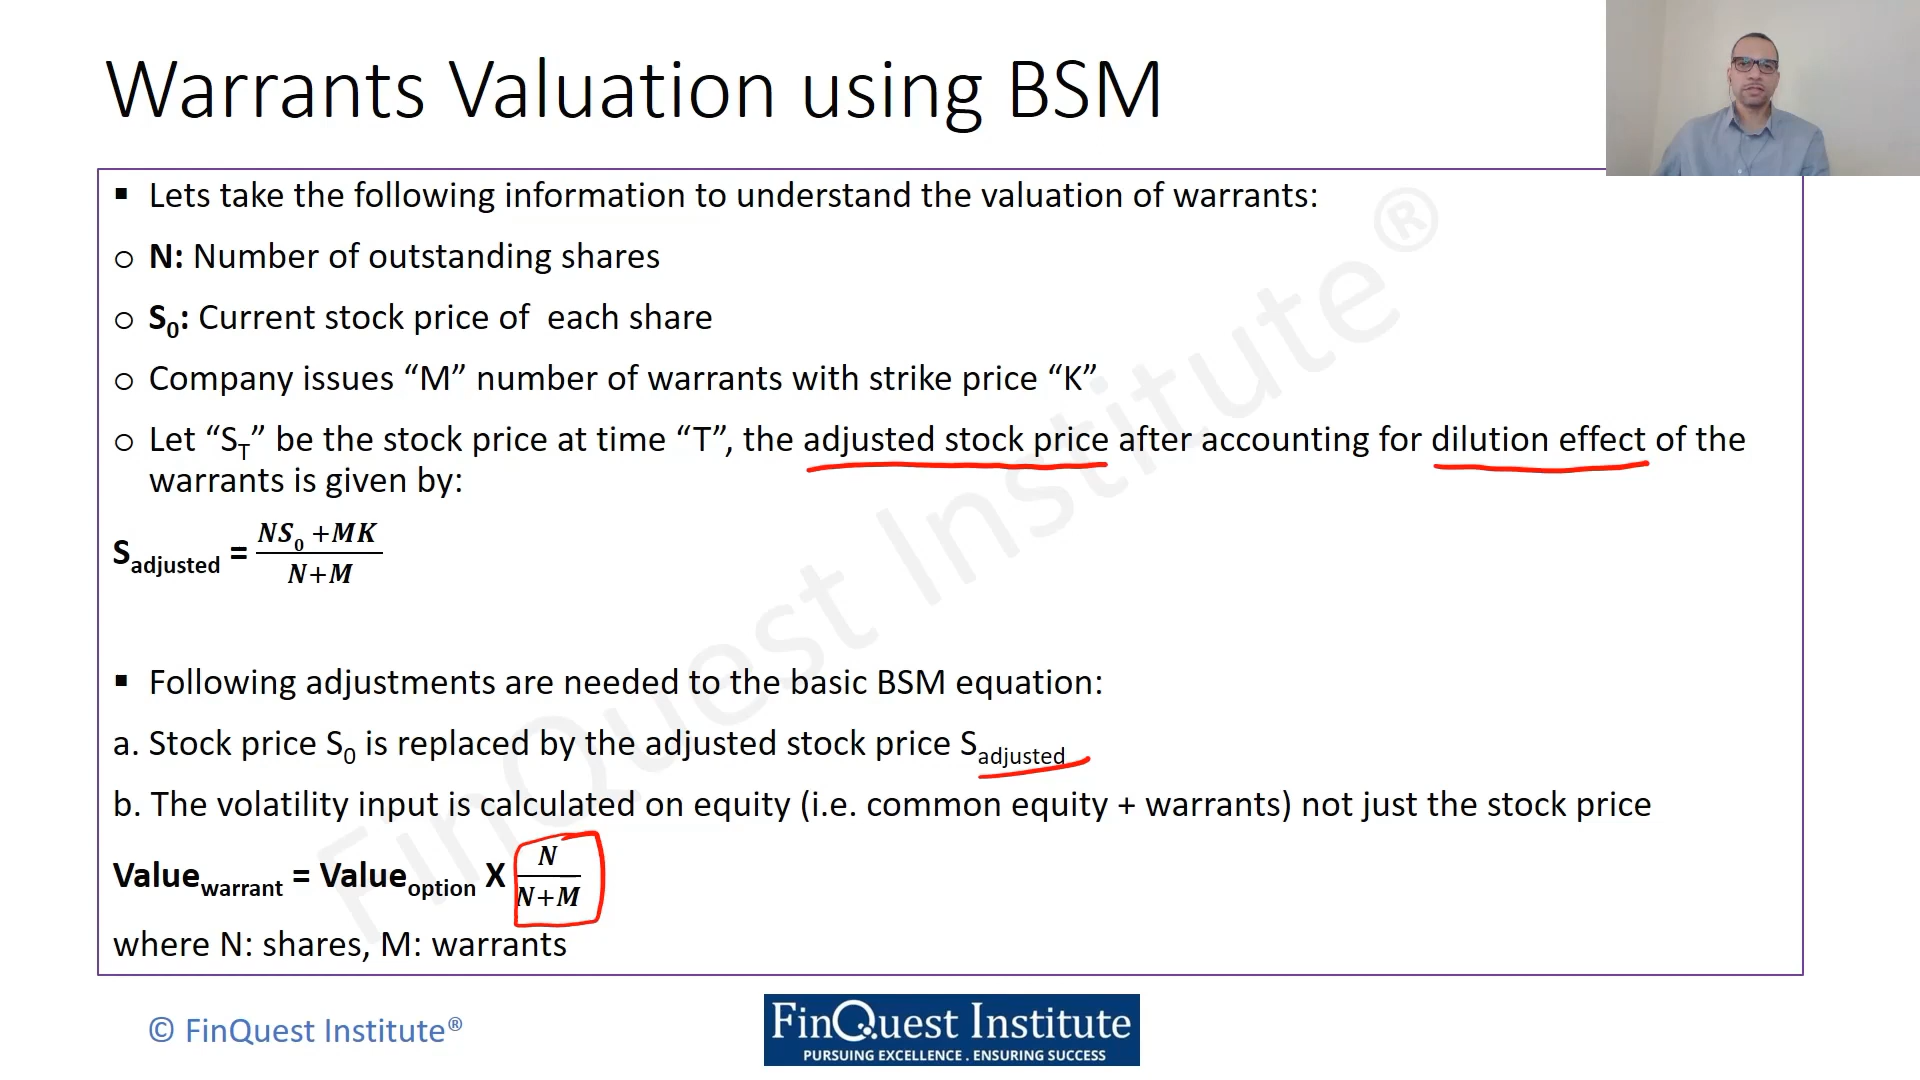 Warrants Valuation using BSM
▪ Lets take the following information to understand the valuation of warrants:
o N: Number of outstanding shares
o S0: Current stock price of  each share
o Company issues “M” number of warrants with strike price “K”
o Let “ST” be the stock price at time “T”, the adjusted stock price after accounting for dilution effect of the
warrants is given by:
Sadjusted = (NS0 +MK)/(N+M)
▪ Following adjustments are needed to the basic BSM equation:
a. Stock price S0 is replaced by the adjusted stock price Sadjusted
b. The volatility input is calculated on equity (i.e. common equity + warrants) not just the stock price
Valuewarrant = Valueoption X N/(N+M)
where N: shares, M: warrants
FinQuest Institute®
© FinQuest Institute®
FinQuest Institute
PURSUING EXCELLENCE . ENSURING SUCCESS